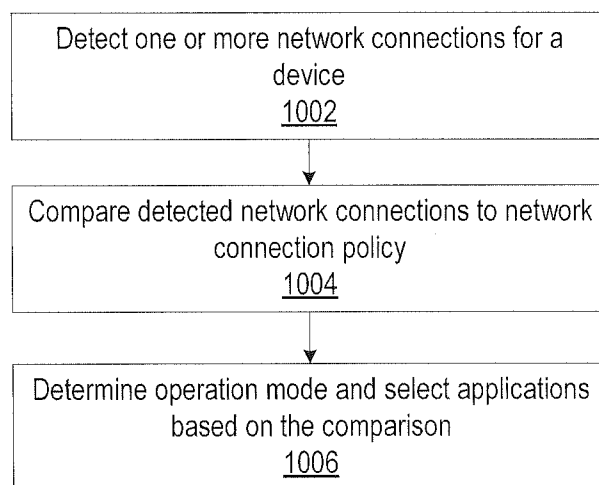 Detect one or more network connections for a
device
1002
Compare detected network connections to network
connection policy
1004
Determine operation mode and select applications
based on the comparison
1006